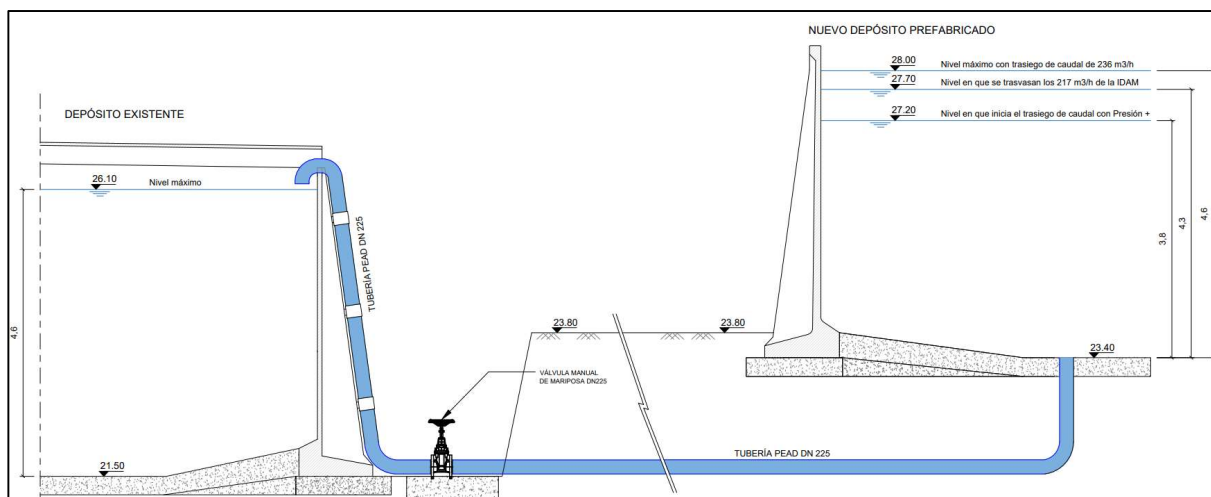 NUEVO DEPÓSITO PREFABRICADO
28.00 Nivel máximo con trasiego de caudal de 236 m3/h
27.70 Nivel en que se trasvasan los 217 m3/h de la IDAM
27.20 Nivel en que inicia el trasiego de caudal con Presión +
DEPÓSITO EXISTENTE
26.10 Nivel máximo
TUBERÍA PEAD DN 225
4,6
4,3
3,8
4,6
23.80
23.80
23.40
VÁLVULA MANUAL
DE MARIPOSA DN225
TUBERÍA PEAD DN 225
21.50